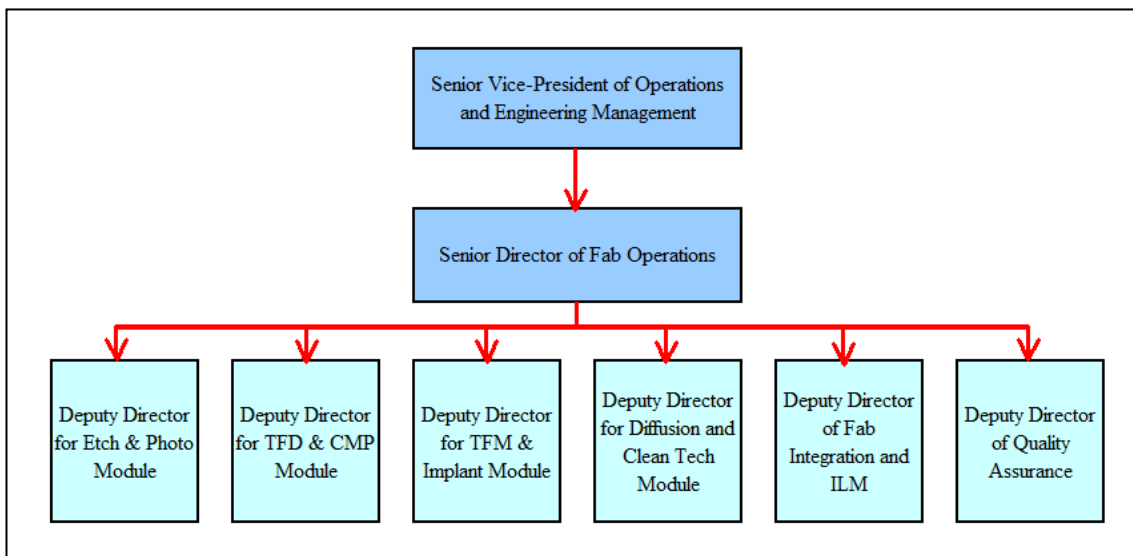 Senior Vice-President of Operations
and Engineering Management
Senior Director of Fab Operations
Deputy Director
for Etch & Photo
Module
Deputy Director
for TFD & CMP
Module
Deputy Director
for TFM &
Implant Module
Deputy Director
for Diffusion and
Clean Tech
Module
Deputy Director
of Fab
Integration and
ILM
Deputy Director
of Quality
Assurance